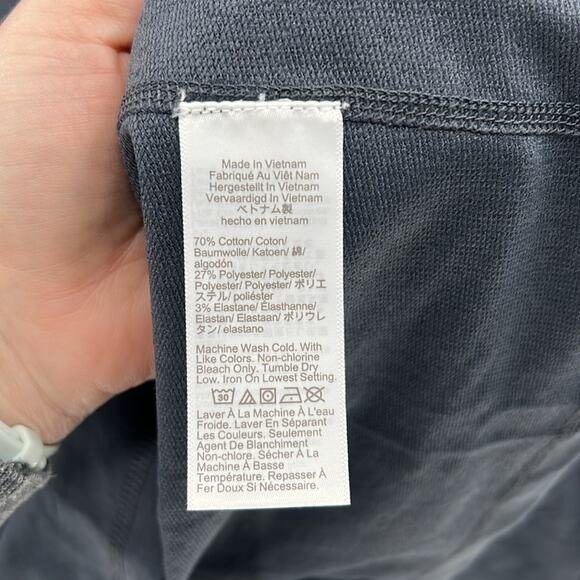 Made In Vietnam
Fabriqué Au Viêt Nam
Hergestellt In Vietnam
Vervaardigd In Vietnam
ベトナム製
hecho en vietnam
70% Cotton/ Coton/
Baumwolle/ Katoen/ 綿/
algodón
27% Polyester/ Polyester/
Polyester/ Polyester/ ポリエ
ステル/ poliéster
3% Elastane/ Élasthanne/
Elastan/ Elastaan/ ポリウレ
タン/ elastano
Machine Wash Cold. With
Like Colors. Non-chlorine
Bleach Only. Tumble Dry
Low. Iron On Lowest Setting.
30
Laver À La Machine À L'eau
Froide. Laver En Séparant
Les Couleurs. Seulement
Agent De Blanchiment
Non-chlore. Sécher À La
Machine À Basse
Température. Repasser À
Fer Doux Si Nécessaire.